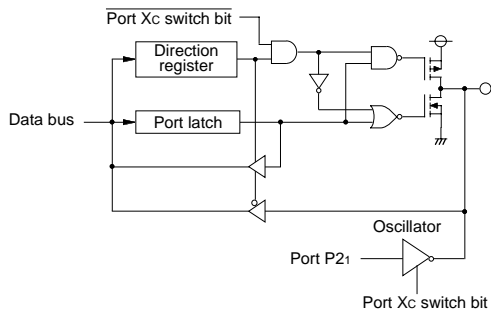 Port Xc switch bit
Direction
register
Data bus
Port latch
Oscillator
Port P21
Port Xc switch bit